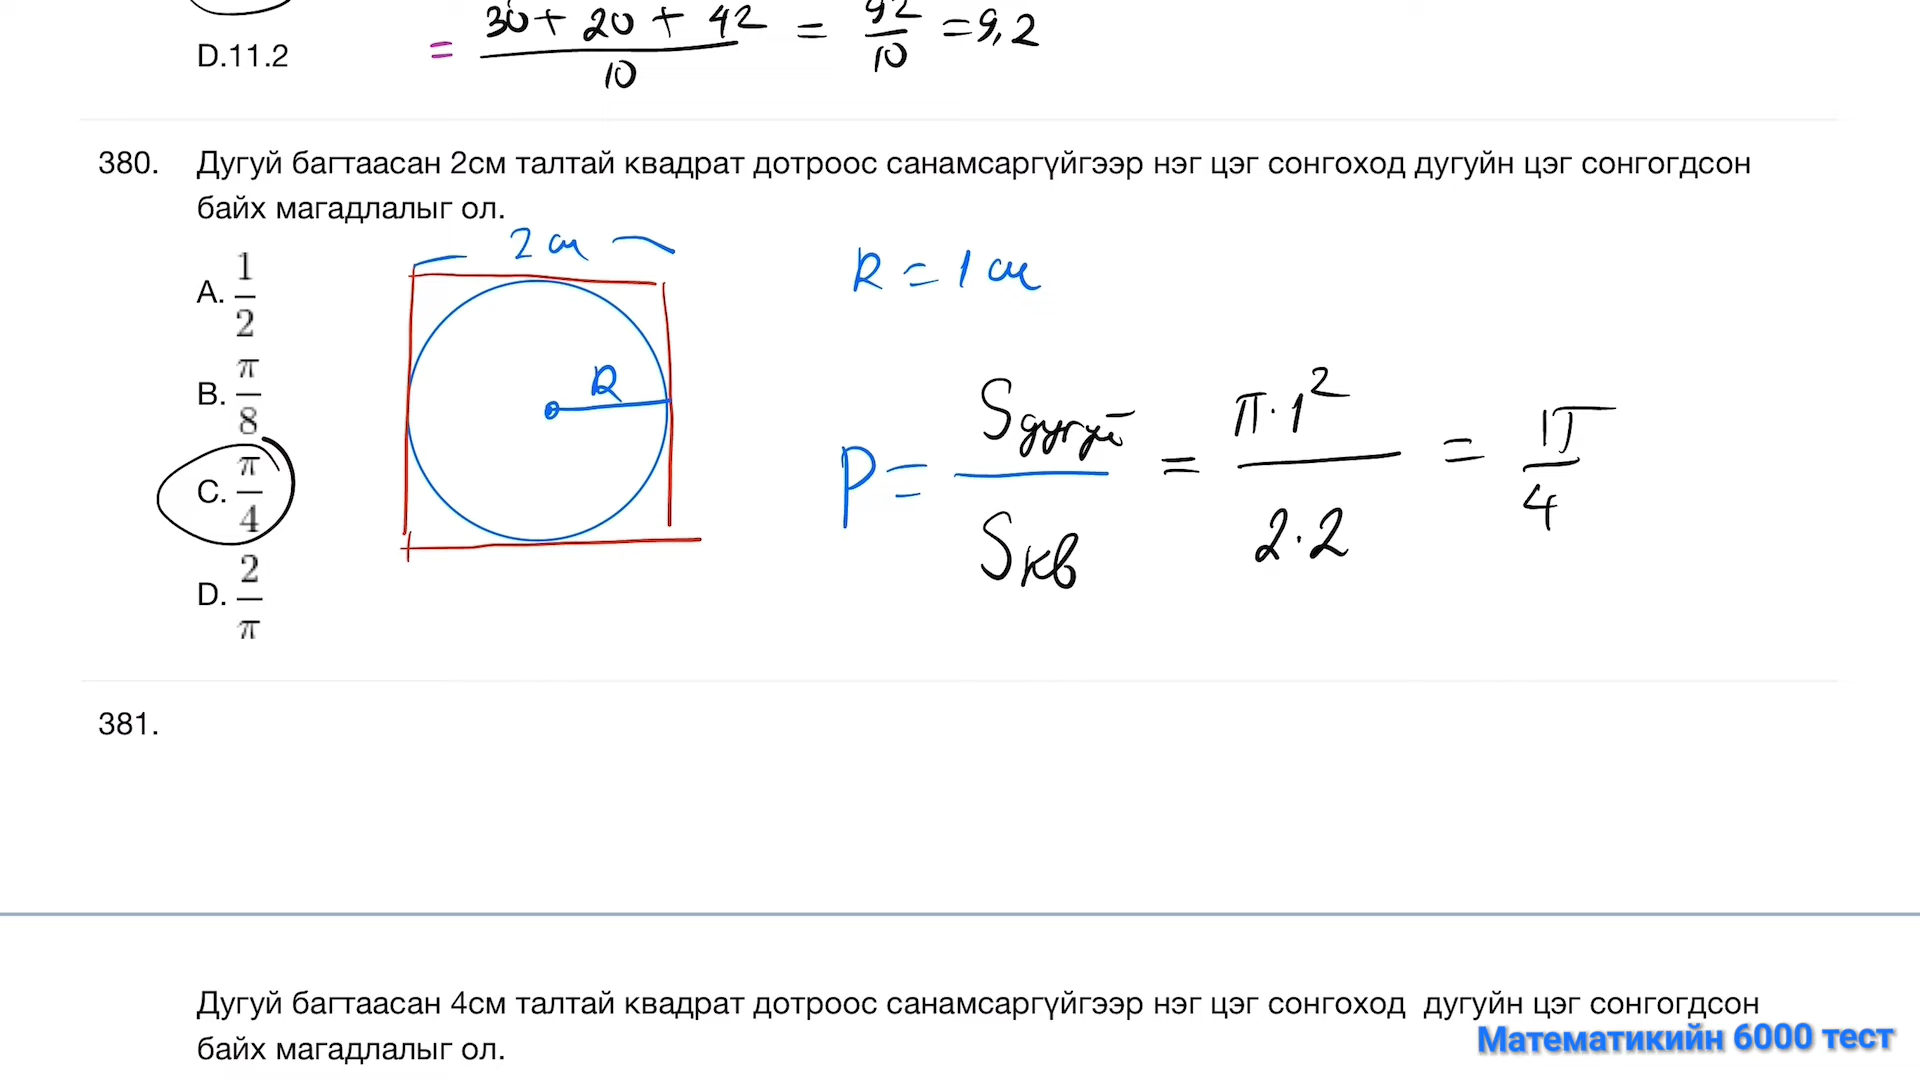 D.11.2
= 30 + 20 + 42 / 10 = 92 / 10 = 9,2
380. Дугуй багтаасан 2см талтай квадрат дотроос санамсаргүйгээр нэг цэг сонгоход дугуйн цэг сонгогдсон
байх магадлалыг ол.
2 см
R = 1 см
A. 1/2
B. π/8
C. π/4
D. 2/π
R
P = Sдугуй / Sкв = π·1² / 2·2 = π / 4
381.
Дугуй багтаасан 4см талтай квадрат дотроос санамсаргүйгээр нэг цэг сонгоход дугуйн цэг сонгогдсон
байх магадлалыг ол.
Математикийн 6000 тест